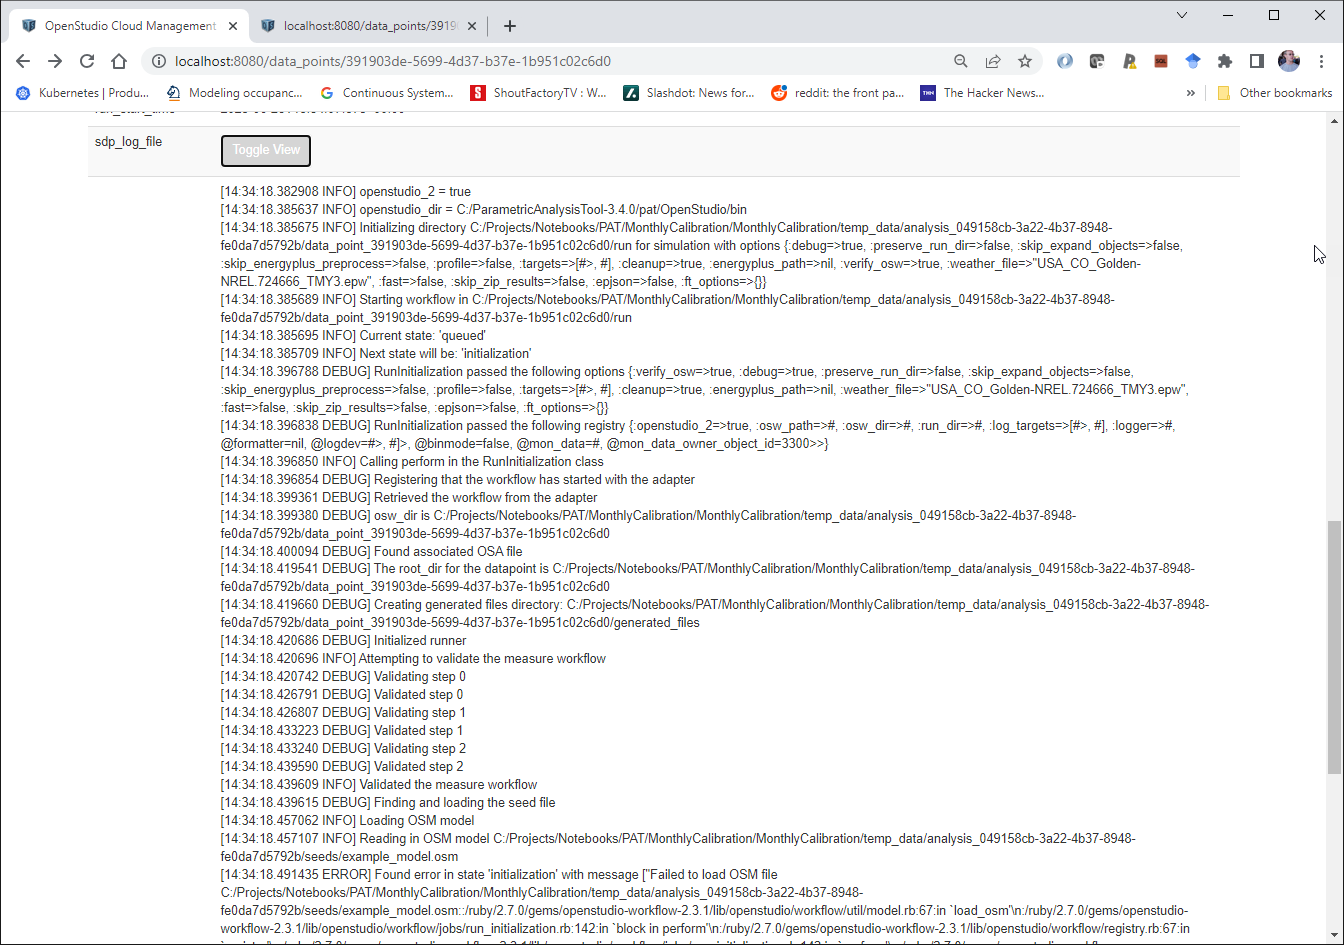 OpenStudio Cloud Management
localhost:8080/data_points/3919
localhost:8080/data_points/391903de-5699-4d37-b37e-1b951c02c6d0
Kubernetes | Produ...
Modeling occupanc...
Continuous System...
ShoutFactoryTV : W...
Slashdot: News for...
reddit: the front pa...
THN
The Hacker News...
»
Other bookmarks
sdp_log_file
Toggle View
[14:34:18.382908 INFO] openstudio_2 = true
[14:34:18.385637 INFO] openstudio_dir = C:/ParametricAnalysisTool-3.4.0/pat/OpenStudio/bin
[14:34:18.385675 INFO] Initializing directory C:/Projects/Notebooks/PAT/MonthlyCalibration/MonthlyCalibration/temp_data/analysis_049158cb-3a22-4b37-8948-
fe0da7d5792b/data_point_391903de-5699-4d37-b37e-1b951c02c6d0/run for simulation with options {:debug=>true, :preserve_run_dir=>false, :skip_expand_objects=>false,
:skip_energyplus_preprocess=>false, :profile=>false, :targets=>[#>, #], :cleanup=>true, :energyplus_path=>nil, :verify_osw=>true, :weather_file=>"USA_CO_Golden-
NREL.724666_TMY3.epw", :fast=>false, :skip_zip_results=>false, :epjson=>false, :ft_options=>{}}
[14:34:18.385689 INFO] Starting workflow in C:/Projects/Notebooks/PAT/MonthlyCalibration/MonthlyCalibration/temp_data/analysis_049158cb-3a22-4b37-8948-
fe0da7d5792b/data_point_391903de-5699-4d37-b37e-1b951c02c6d0/run
[14:34:18.385695 INFO] Current state: 'queued'
[14:34:18.385709 INFO] Next state will be: 'initialization'
[14:34:18.396788 DEBUG] RunInitialization passed the following options {:verify_osw=>true, :debug=>true, :preserve_run_dir=>false, :skip_expand_objects=>false,
:skip_energyplus_preprocess=>false, :profile=>false, :targets=>[#>, #], :cleanup=>true, :energyplus_path=>nil, :weather_file=>"USA_CO_Golden-NREL.724666_TMY3.epw",
:fast=>false, :skip_zip_results=>false, :epjson=>false, :ft_options=>{}}
[14:34:18.396838 DEBUG] RunInitialization passed the following registry {:openstudio_2=>true, :osw_path=>#, :osw_dir=>#, :run_dir=>#, :log_targets=>[#>, #], :logger=>#,
@formatter=nil, @logdev=#>, #]>, @binmode=false, @mon_data=#, @mon_data_owner_object_id=3300>>}
[14:34:18.396850 INFO] Calling perform in the RunInitialization class
[14:34:18.396854 DEBUG] Registering that the workflow has started with the adapter
[14:34:18.399361 DEBUG] Retrieved the workflow from the adapter
[14:34:18.399380 DEBUG] osw_dir is C:/Projects/Notebooks/PAT/MonthlyCalibration/MonthlyCalibration/temp_data/analysis_049158cb-3a22-4b37-8948-
fe0da7d5792b/data_point_391903de-5699-4d37-b37e-1b951c02c6d0
[14:34:18.400094 DEBUG] Found associated OSA file
[14:34:18.419541 DEBUG] The root_dir for the datapoint is C:/Projects/Notebooks/PAT/MonthlyCalibration/MonthlyCalibration/temp_data/analysis_049158cb-3a22-4b37-8948-
fe0da7d5792b/data_point_391903de-5699-4d37-b37e-1b951c02c6d0
[14:34:18.419660 DEBUG] Creating generated files directory: C:/Projects/Notebooks/PAT/MonthlyCalibration/MonthlyCalibration/temp_data/analysis_049158cb-3a22-4b37-8948-
fe0da7d5792b/data_point_391903de-5699-4d37-b37e-1b951c02c6d0/generated_files
[14:34:18.420686 DEBUG] Initialized runner
[14:34:18.420696 INFO] Attempting to validate the measure workflow
[14:34:18.420742 DEBUG] Validating step 0
[14:34:18.426791 DEBUG] Validated step 0
[14:34:18.426807 DEBUG] Validating step 1
[14:34:18.433223 DEBUG] Validated step 1
[14:34:18.433240 DEBUG] Validating step 2
[14:34:18.439590 DEBUG] Validated step 2
[14:34:18.439609 INFO] Validated the measure workflow
[14:34:18.439615 DEBUG] Finding and loading the seed file
[14:34:18.457062 INFO] Loading OSM model
[14:34:18.457107 INFO] Reading in OSM model C:/Projects/Notebooks/PAT/MonthlyCalibration/MonthlyCalibration/temp_data/analysis_049158cb-3a22-4b37-8948-
fe0da7d5792b/seeds/example_model.osm
[14:34:18.491435 ERROR] Found error in state 'initialization' with message ["Failed to load OSM file
C:/Projects/Notebooks/PAT/MonthlyCalibration/MonthlyCalibration/temp_data/analysis_049158cb-3a22-4b37-8948-
fe0da7d5792b/seeds/example_model.osm::/ruby/2.7.0/gems/openstudio-workflow-2.3.1/lib/openstudio/workflow/util/model.rb:67:in `load_osm'\n:/ruby/2.7.0/gems/openstudio-
workflow-2.3.1/lib/openstudio/workflow/jobs/run_initialization.rb:142:in `block in perform'\n:/ruby/2.7.0/gems/openstudio-workflow-2.3.1/lib/openstudio/workflow/registry.rb:67:in